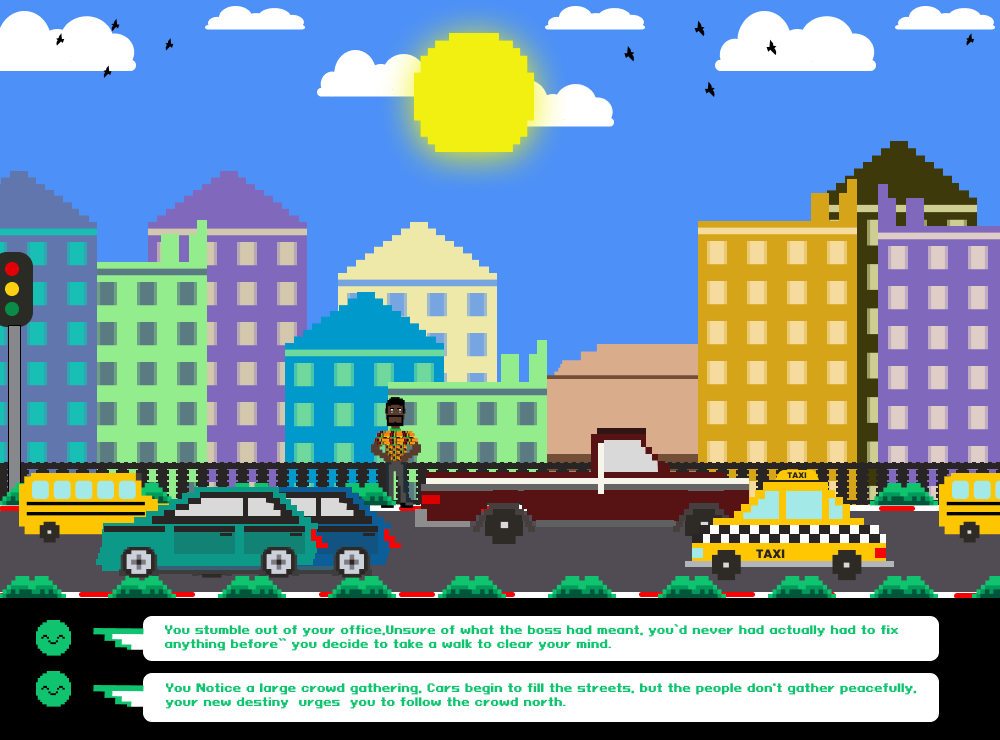 TAXI
TAXI
You stumble out of your office,Unsure of what the boss had meant, you`d never had actually had to fix
anything before`` you decide to take a walk to clear your mind.
You Notice a large crowd gathering, Cars begin to fill the streets, but the people don't gather peacefully,
your new destiny  urges  you to follow the crowd north.